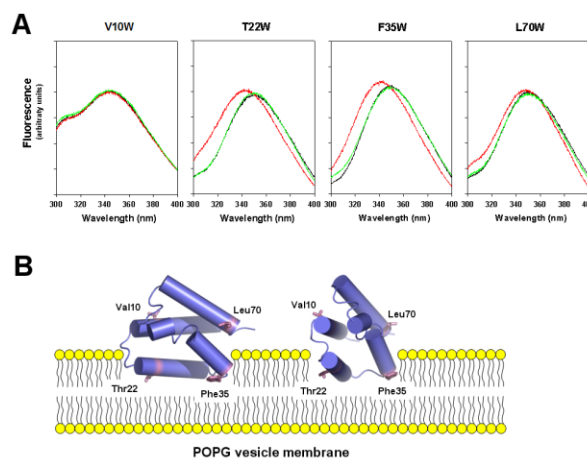 A
V10W
T22W
F35W
L70W
Fluorescence
(arbitraty units)
300 320 340 360 380 400
300 320 340 360 380 400
300 320 340 360 380 400
300 320 340 360 380 400
Wavelength (nm)
Wavelength (nm)
Wavelength (nm)
Wavelength (nm)
B
Val10
Leu70
Thr22
Phe35
Val10
Leu70
Thr22
Phe35
POPG vesicle membrane